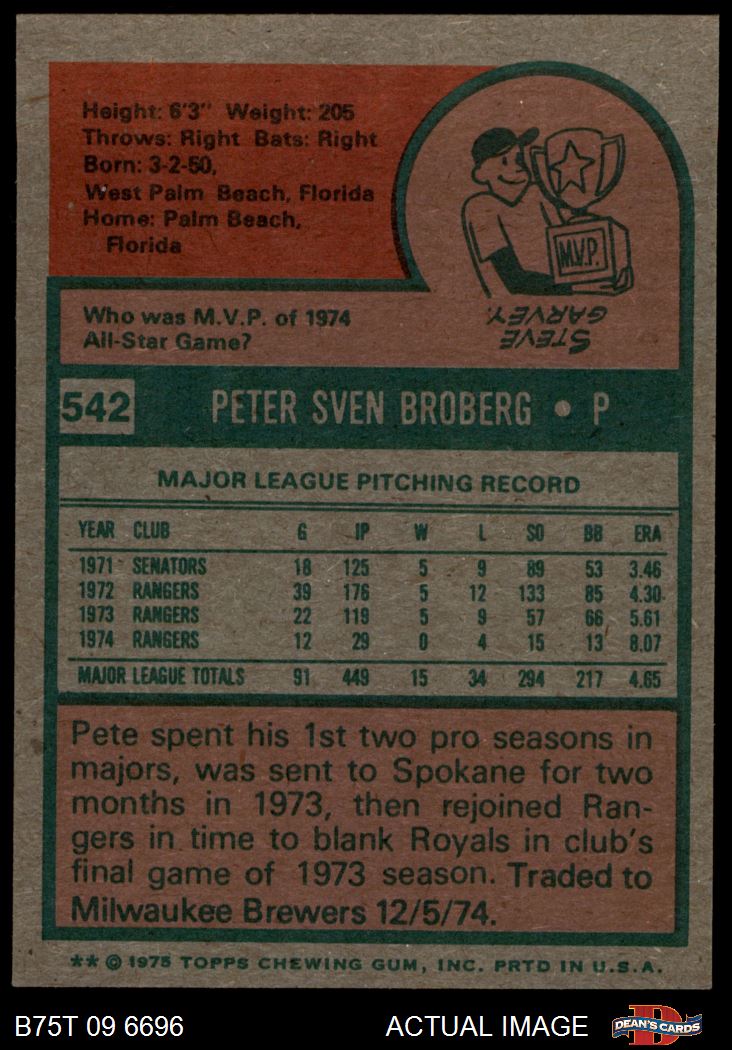 Height: 6'3" Weight: 205
Throws: Right Bats: Right
Born: 3-2-50,
West Palm Beach, Florida
Home: Palm Beach,
Florida
M.V.P.
Who was M.V.P. of 1974
All-Star Game?
STEVE
GARVEY.
542 PETER SVEN BROBERG • P
MAJOR LEAGUE PITCHING RECORD
YEAR CLUB G IP W L SO BB ERA
1971 SENATORS 18 125 5 9 89 53 3.46
1972 RANGERS 39 176 5 12 133 85 4.30
1973 RANGERS 22 119 5 9 57 66 5.61
1974 RANGERS 12 29 0 4 15 13 8.07
MAJOR LEAGUE TOTALS 91 449 15 34 294 217 4.65
Pete spent his 1st two pro seasons in
majors, was sent to Spokane for two
months in 1973, then rejoined Ran-
gers in time to blank Royals in club's
final game of 1973 season. Traded to
Milwaukee Brewers 12/5/74.
** © 1975 TOPPS CHEWING GUM, INC. PRTD IN U.S.A.
B75T 09 6696 ACTUAL IMAGE
D
DEAN'S CARDS